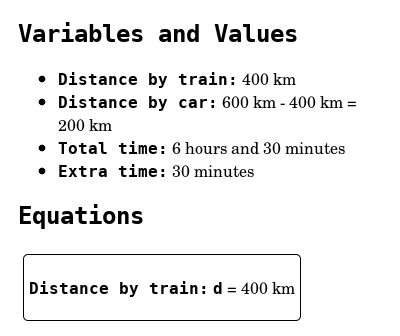 Variables and Values
• Distance by train: 400 km
• Distance by car: 600 km - 400 km =
200 km
• Total time: 6 hours and 30 minutes
• Extra time: 30 minutes
Equations
Distance by train: d = 400 km